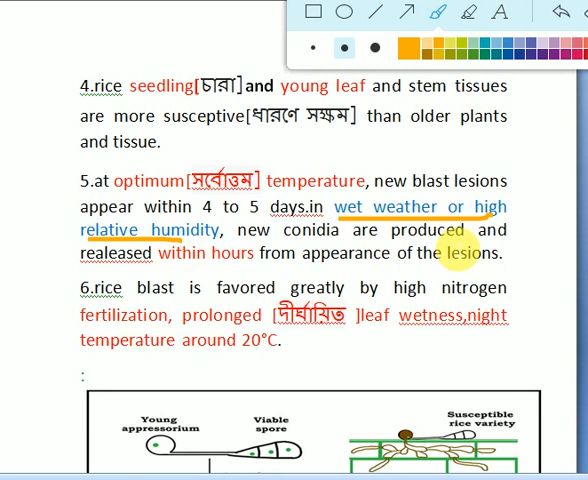 4.rice seedling[চারা]and young leaf and stem tissues
are more susceptive[ধারণে সক্ষম] than older plants
and tissue.
5.at optimum[সর্বোত্তম] temperature, new blast lesions
appear within 4 to 5 days.in wet weather or high
relative humidity, new conidia are produced and
realeased within hours from appearance of the lesions.
6.rice blast is favored greatly by high nitrogen
fertilization, prolonged [দীর্ঘায়িত ]leaf wetness,night
temperature around 20°C.
:
Young
appressorium
Viable
spore
Susceptible
rice variety